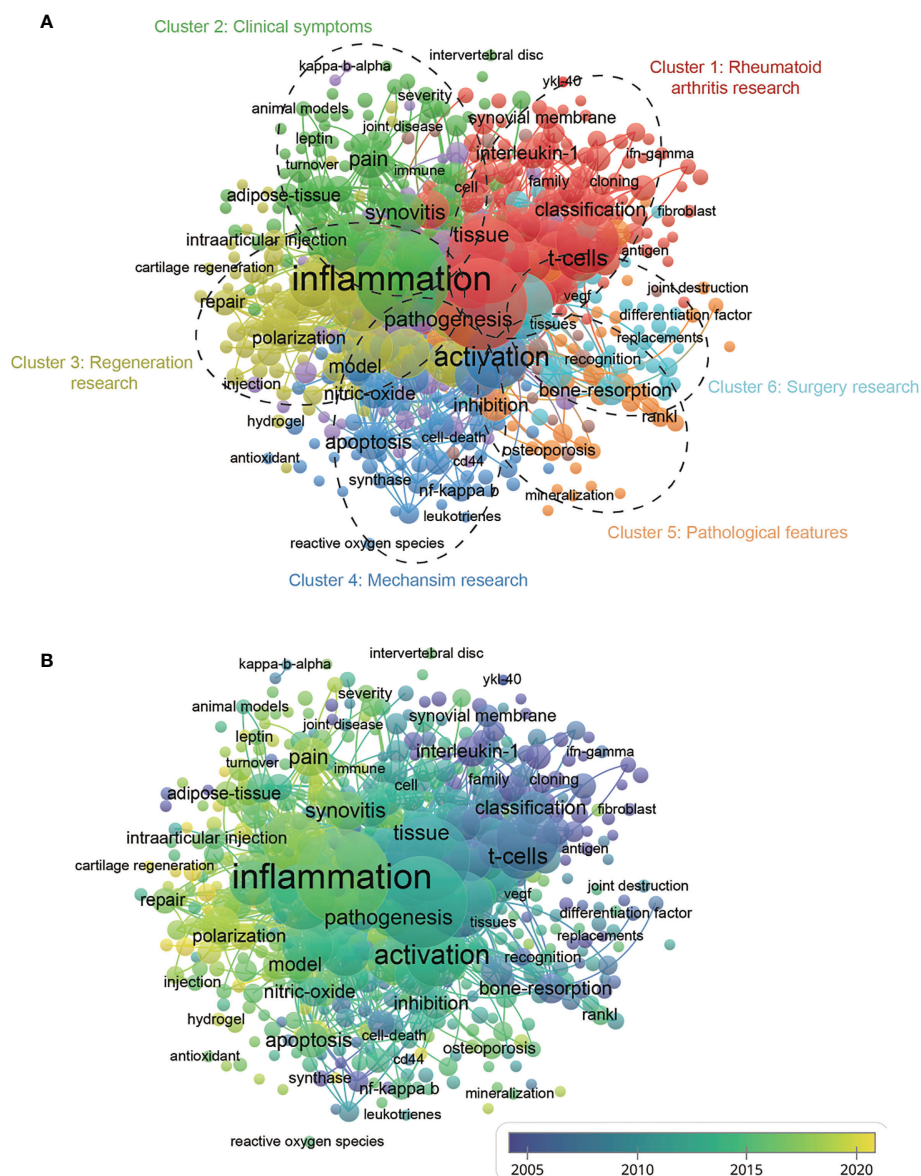 A
Cluster 2: Clinical symptoms
intervertebral disc
kappa-b-alpha
Cluster 1: Rheumatoid
arthritis research
ykl-40
severity
animal models
synovial membrane
joint disease
leptin
interleukin-1
ifn-gamma
turnover
pain
immune
family
cloning
cell
adipose-tissue
synovitis
classification
fibroblast
intraarticular injection
tissue
t-cells
antigen
cartilage regeneration
inflammation
joint destruction
repair
vegf
differentiation factor
pathogenesis
tissues
replacements
polarization
activation
recognition
Cluster 3: Regeneration
research
model
injection
nitric-oxide
bone-resorption
Cluster 6: Surgery research
inhibition
rankl
hydrogel
apoptosis
cell-death
osteoporosis
antioxidant
cd44
synthase
nf-kappa b
mineralization
leukotrienes
reactive oxygen species
Cluster 5: Pathological features
Cluster 4: Mechansim research
B
intervertebral disc
kappa-b-alpha
ykl-40
severity
animal models
synovial membrane
joint disease
leptin
interleukin-1
ifn-gamma
turnover
pain
immune
family
cloning
cell
adipose-tissue
synovitis
classification
fibroblast
intraarticular injection
tissue
t-cells
antigen
cartilage regeneration
inflammation
joint destruction
repair
vegf
differentiation factor
pathogenesis
tissues
replacements
polarization
activation
recognition
model
injection
nitric-oxide
bone-resorption
inhibition
rankl
hydrogel
apoptosis
cell-death
osteoporosis
antioxidant
cd44
synthase
nf-kappa b
mineralization
leukotrienes
reactive oxygen species
2005 2010 2015 2020